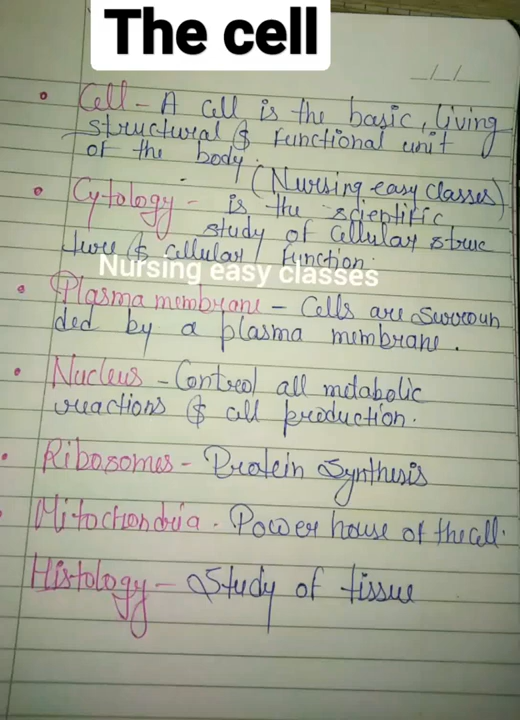 The cell
_/_/_
Cell - A cell is the basic, living
structural & Functional unit
of the body.
(Nursing easy classes)
Cytology - is the scientific
study of Cellular struc
ture & cellular Function.
Nursing easy classes
Plasma membrane - Cells are Surroun
ded by a plasma membrane.
Nucleus - Control all metabolic
reactions & all production.
Ribosomes - Protein Synthesis
Mitochondria - Power house of the cell.
Histology - Study of tissue